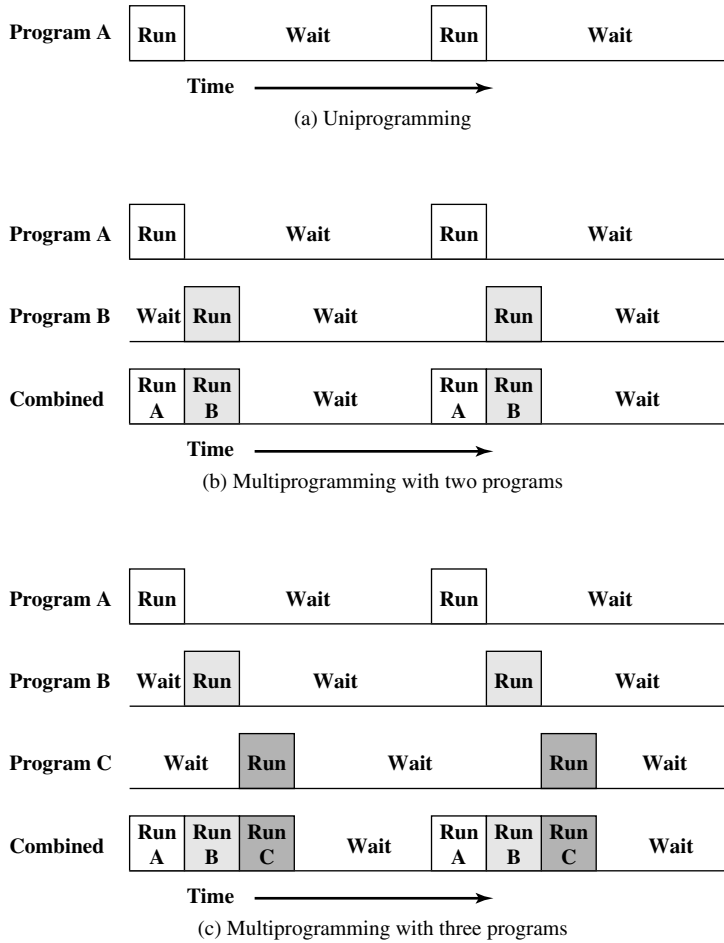 Program A Run Wait Run Wait
Time
(a) Uniprogramming
Program A Run Wait Run Wait
Program B Wait Run Wait Run Wait
Combined Run A Run B Wait Run A Run B Wait
Time
(b) Multiprogramming with two programs
Program A Run Wait Run Wait
Program B Wait Run Wait Run Wait
Program C Wait Run Wait Run Wait
Combined Run A Run B Run C Wait Run A Run B Run C Wait
Time
(c) Multiprogramming with three programs